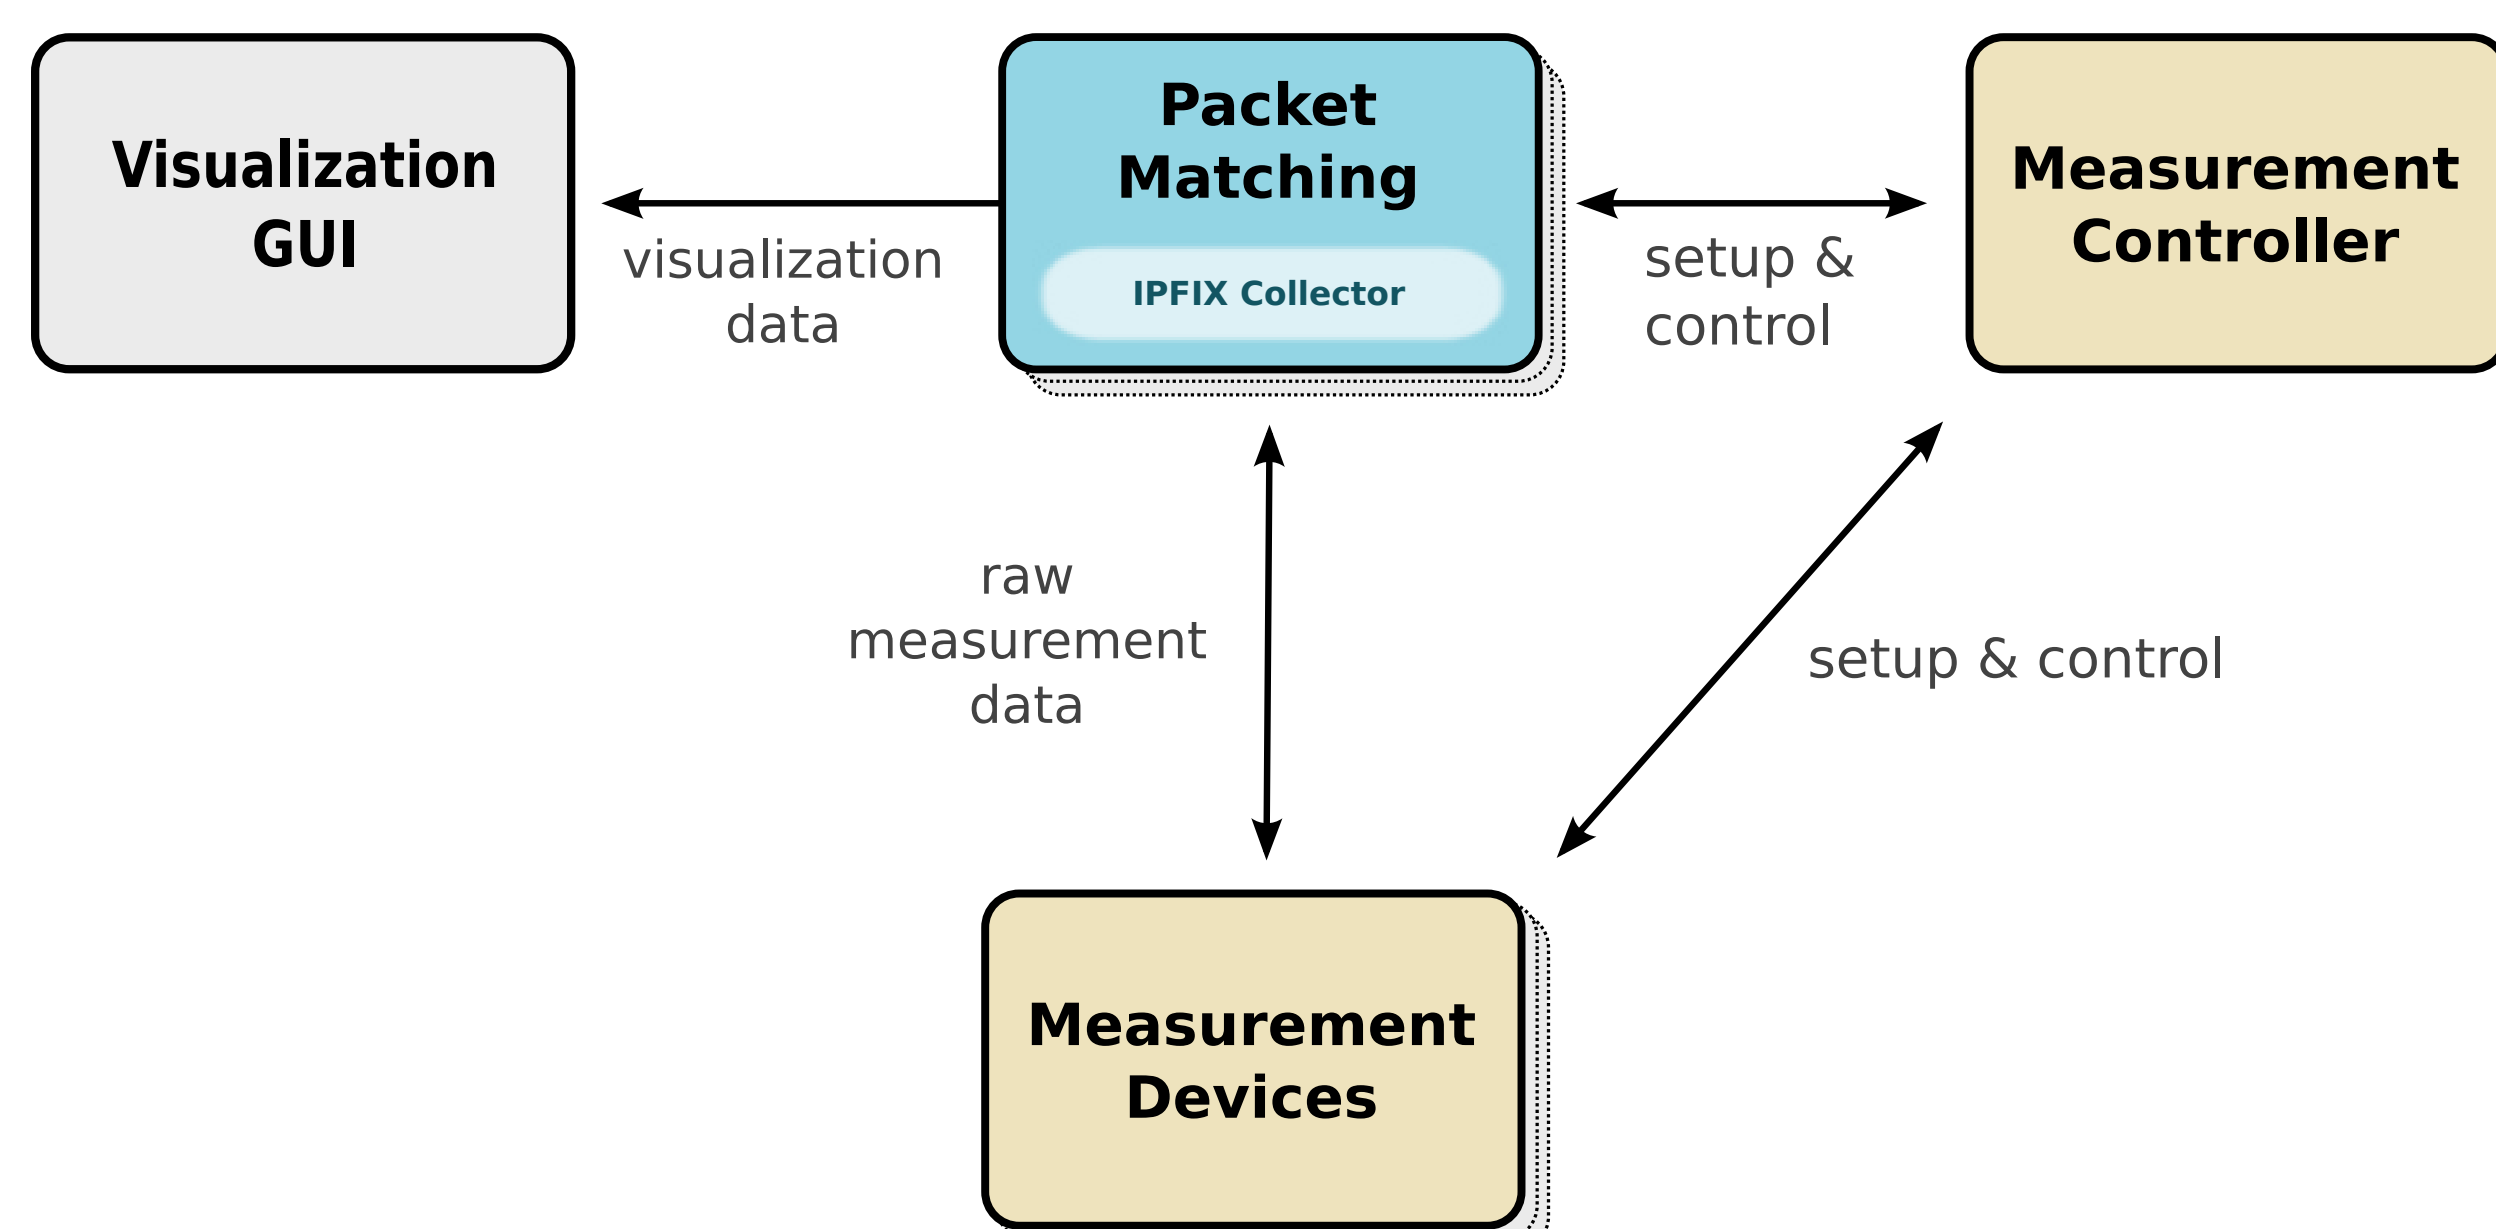 Visualization
GUI
visualization
data
Packet
Matching
IPFIX Collector
setup &
control
Measurement
Controller
raw
measurement
data
setup & control
Measurement
Devices